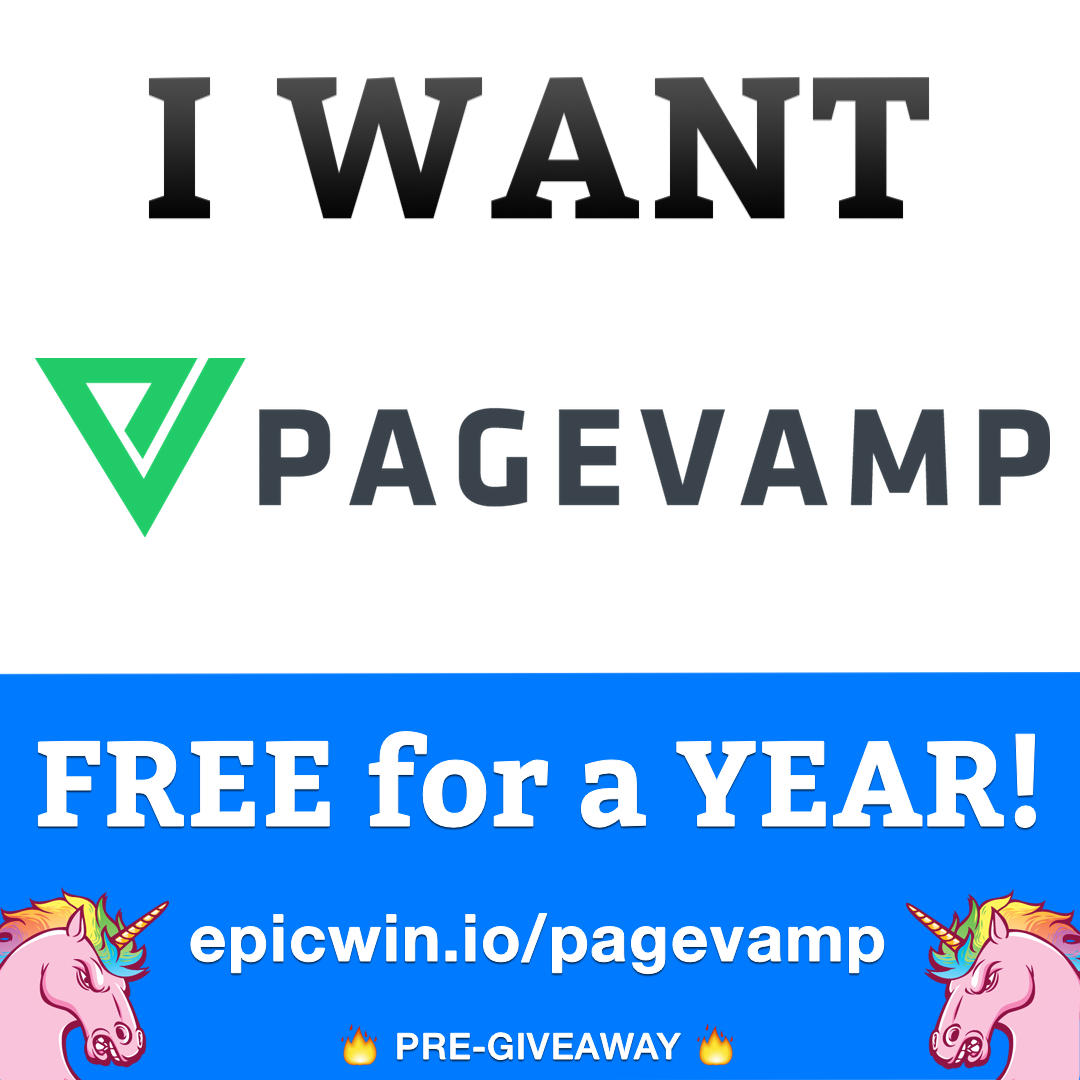 I WANT
PAGEVAMP
FREE for a YEAR!
epicwin.io/pagevamp
🔥 PRE-GIVEAWAY 🔥